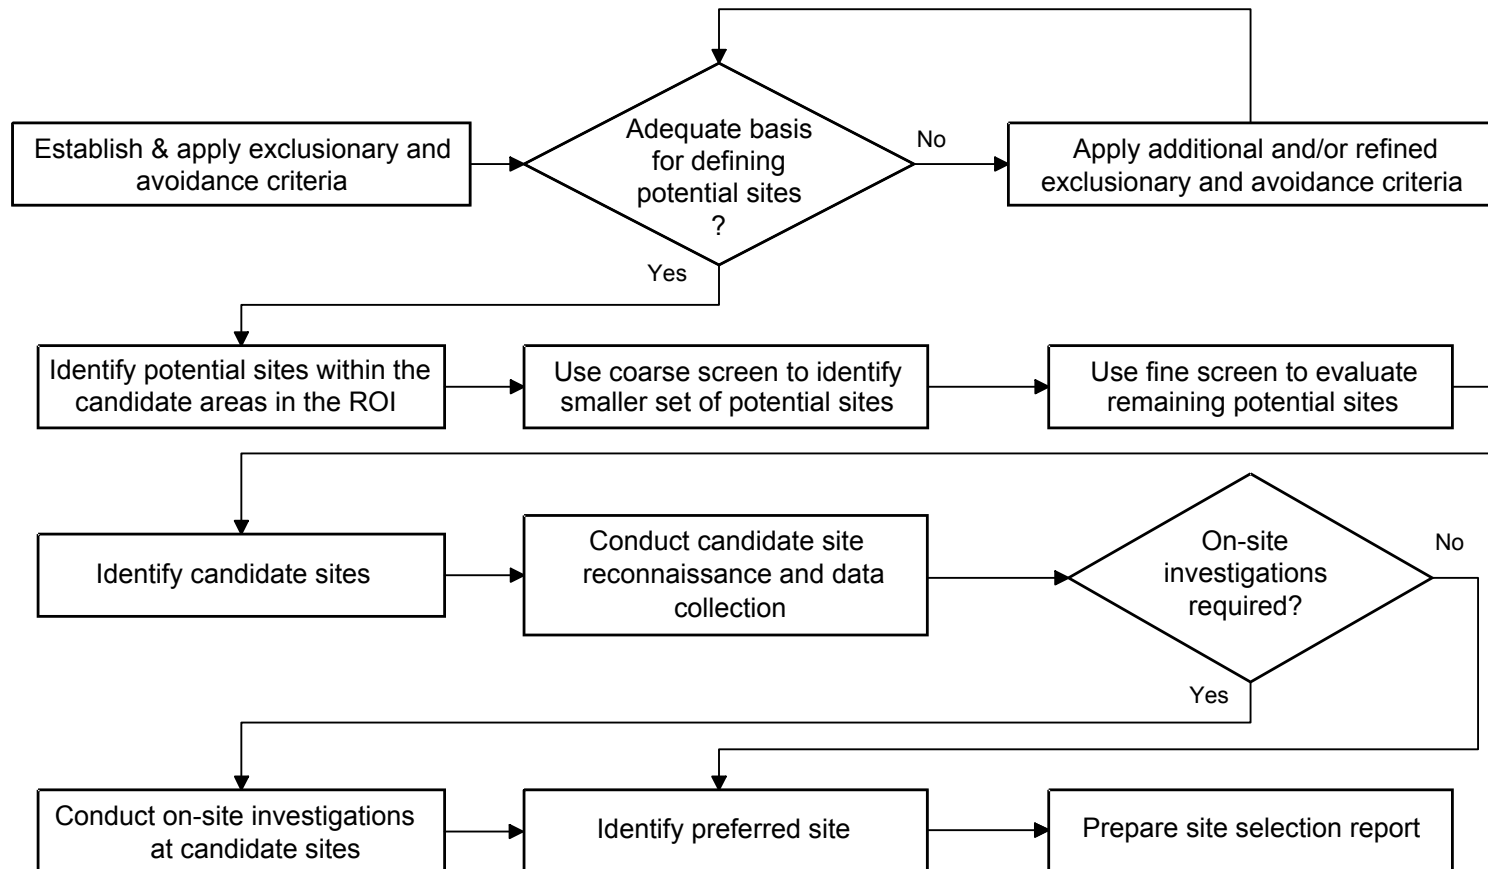 Establish & apply exclusionary and
avoidance criteria
Adequate basis
for defining
potential sites
?
No
Apply additional and/or refined
exclusionary and avoidance criteria
Yes
Identify potential sites within the
candidate areas in the ROI
Use coarse screen to identify
smaller set of potential sites
Use fine screen to evaluate
remaining potential sites
Identify candidate sites
Conduct candidate site
reconnaissance and data
collection
On-site
investigations
required?
No
Yes
Conduct on-site investigations
at candidate sites
Identify preferred site
Prepare site selection report